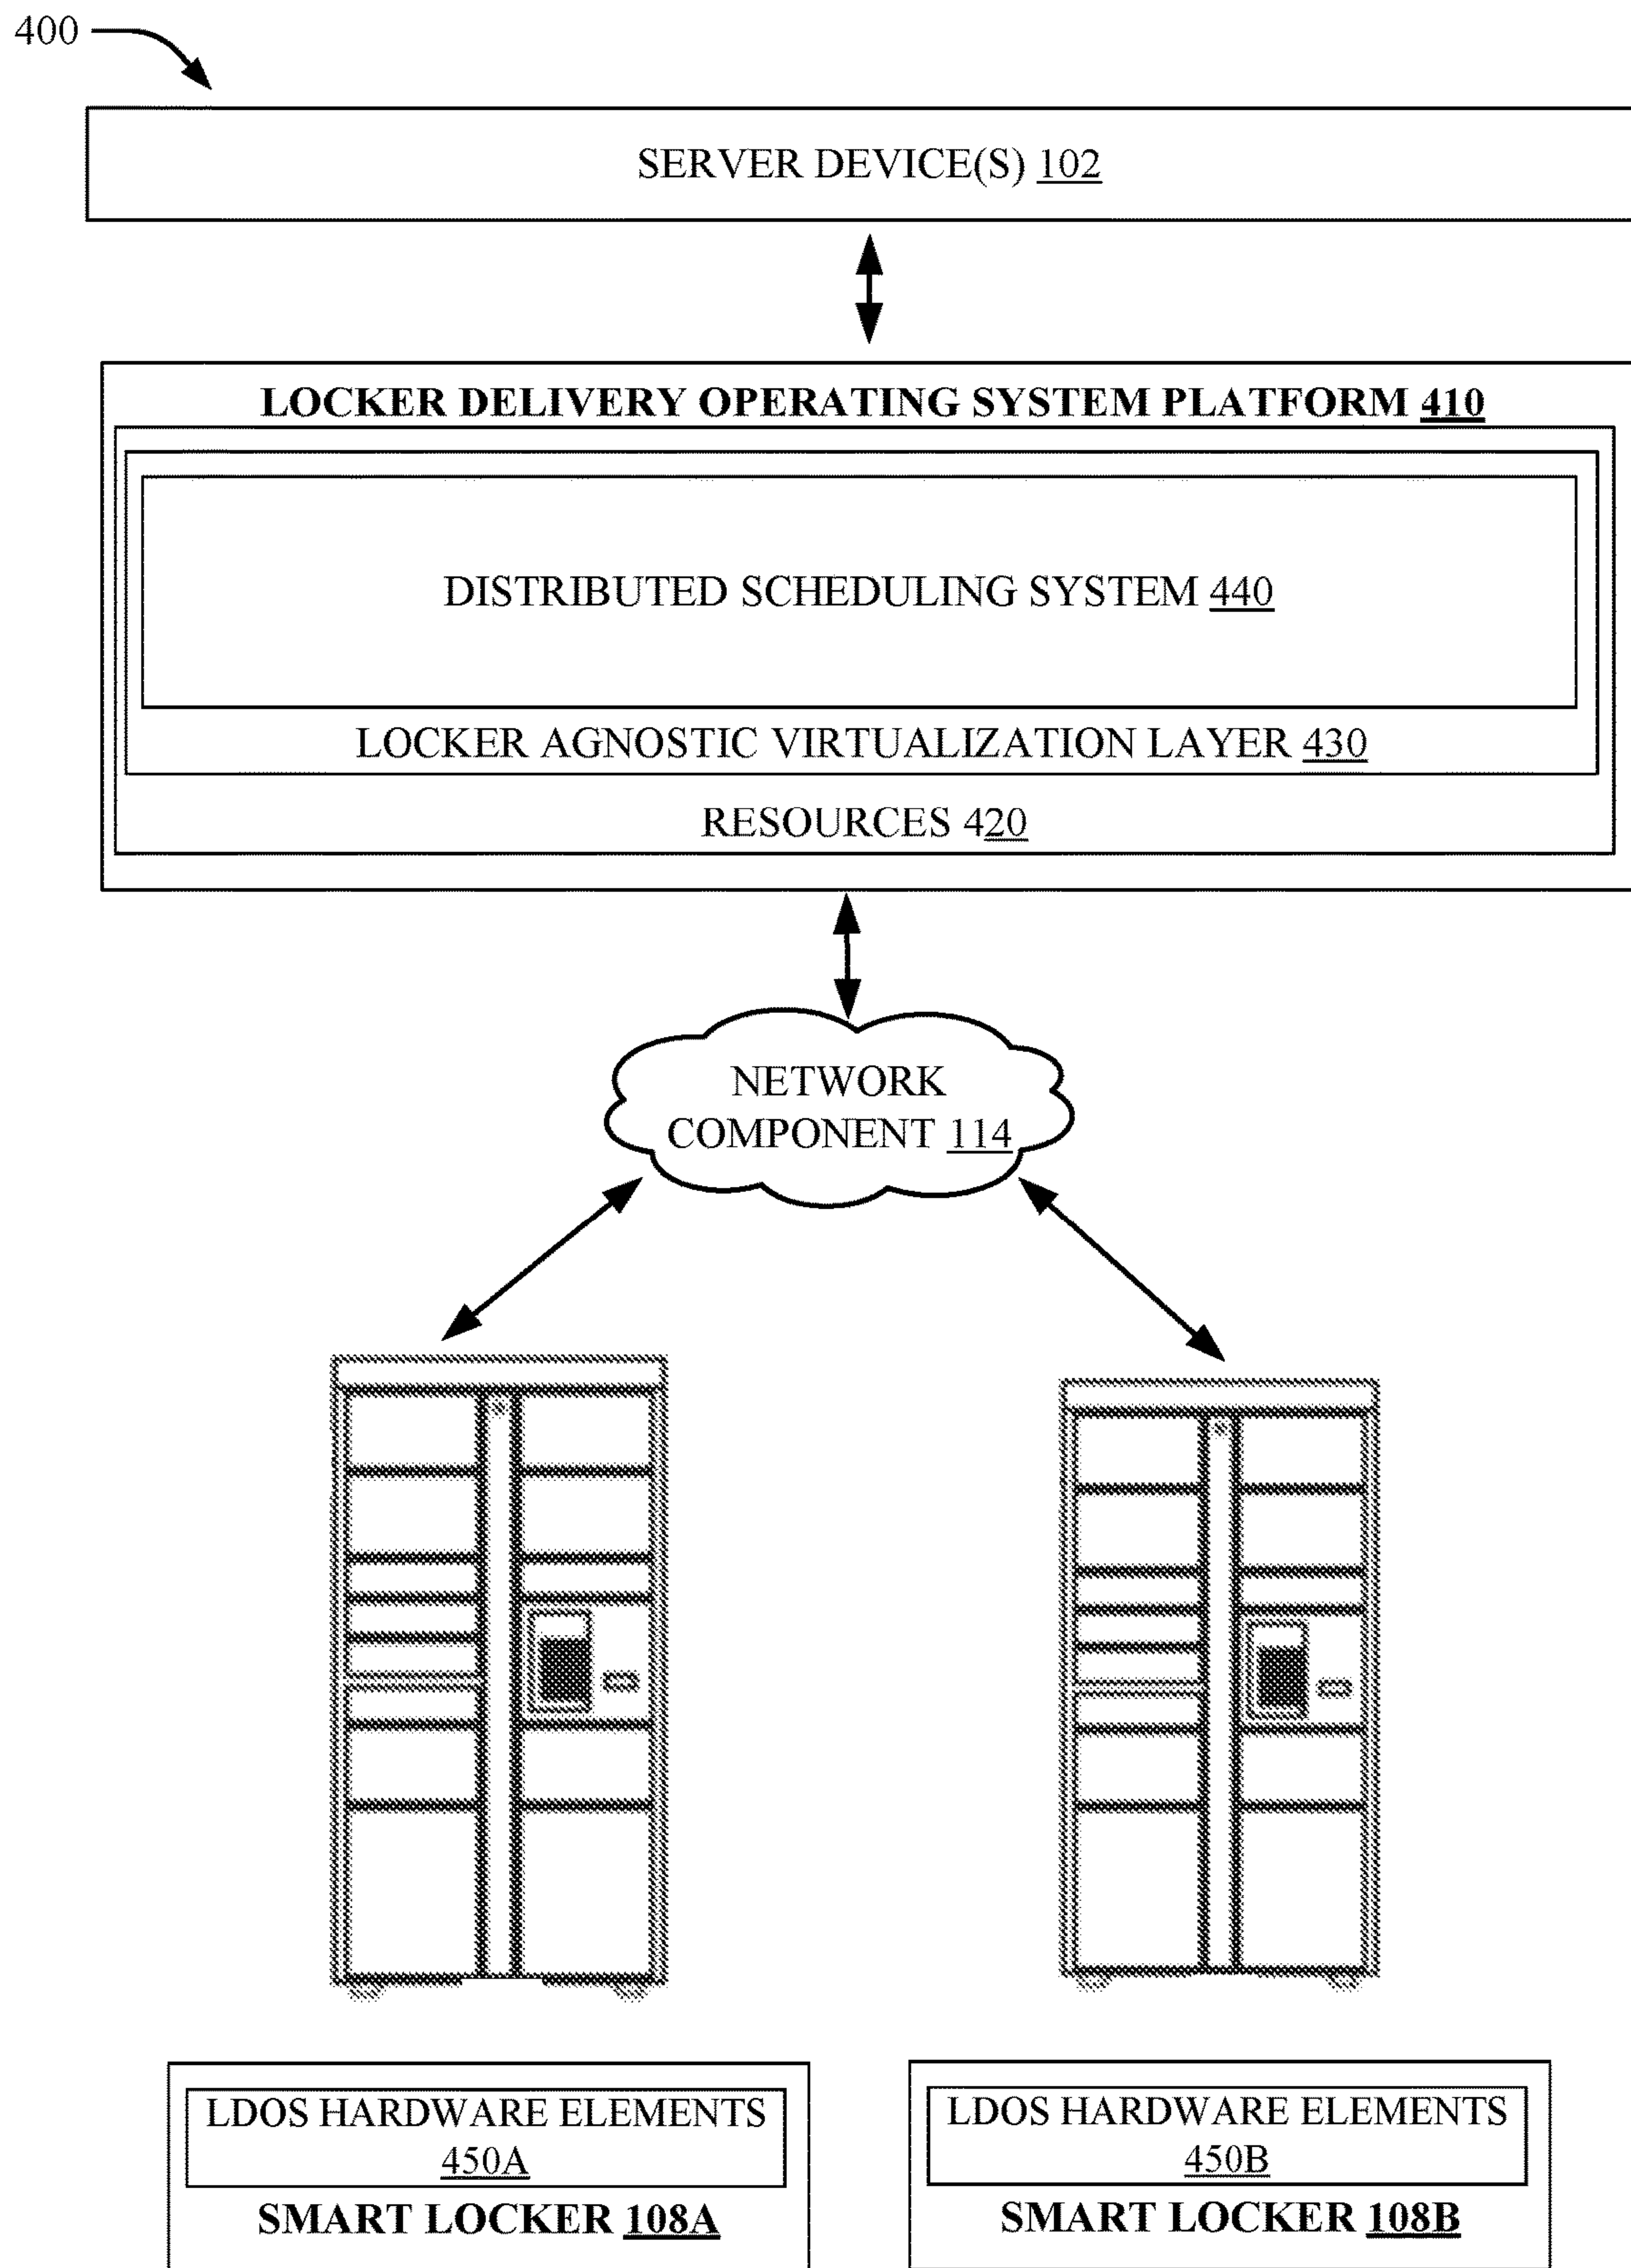 400
SERVER DEVICE(S) 102
LOCKER DELIVERY OPERATING SYSTEM PLATFORM 410
DISTRIBUTED SCHEDULING SYSTEM 440
LOCKER AGNOSTIC VIRTUALIZATION LAYER 430
RESOURCES 420
NETWORK
COMPONENT 114
LDOS HARDWARE ELEMENTS
450A
SMART LOCKER 108A
LDOS HARDWARE ELEMENTS
450B
SMART LOCKER 108B